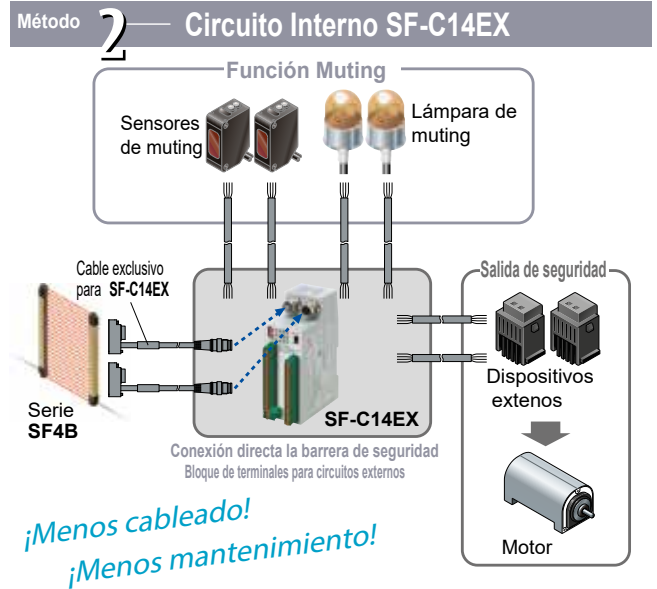 Método 2 Circuito Interno SF-C14EX
Función Muting
Sensores
de muting
Lámpara de
muting
Cable exclusivo
para SF-C14EX
Salida de seguridad
Serie
SF4B
SF-C14EX
Dispositivos
extenos
Conexión directa la barrera de seguridad
Bloque de terminales para circuitos externos
Motor
¡Menos cableado!
¡Menos mantenimiento!